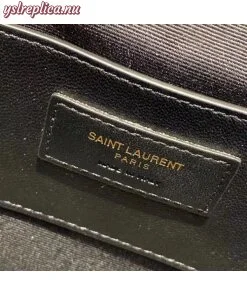 yslreplica.nu
SAINT LAURENT
PARIS